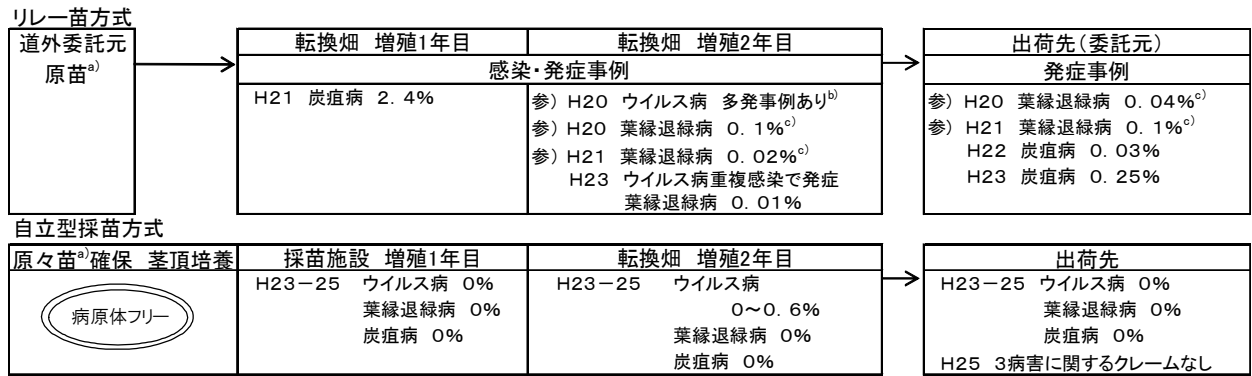 リレー苗方式
道外委託元
原苗a)
転換畑 増殖1年目
転換畑 増殖2年目
感染・発症事例
H21 炭疽病 2.4%
参)H20 ウイルス病 多発事例ありb)
参)H20 葉縁退緑病 0.1%c)
参)H21 葉縁退緑病 0.02%c)
H23 ウイルス病重複感染で発症
葉縁退緑病 0.01%
出荷先(委託元)
発症事例
参)H20 葉縁退緑病 0.04%c)
参)H21 葉縁退緑病 0.1%c)
H22 炭疽病 0.03%
H23 炭疽病 0.25%
自立型採苗方式
原々苗a)確保 茎頂培養
病原体フリー
採苗施設 増殖1年目
H23-25 ウイルス病 0%
葉縁退緑病 0%
炭疽病 0%
転換畑 増殖2年目
H23-25 ウイルス病
0~0.6%
葉縁退緑病 0%
炭疽病 0%
出荷先
H23-25 ウイルス病 0%
葉縁退緑病 0%
炭疽病 0%
H25 3病害に関するクレームなし